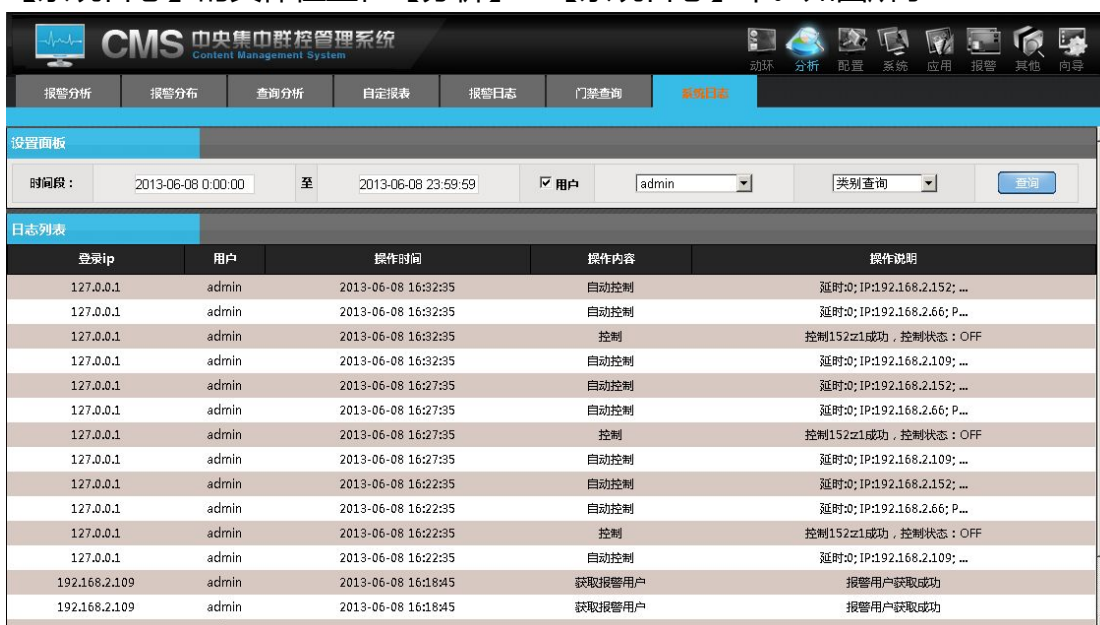 CMS 中央集中群控管理系统
Content Management System
动环 分析 配置 系统 应用 报警 其他 向导
报警分析 报警分布 查询分析 自定报表 报警日志 门禁查询 系统日志
设置面板
时间段： 2013-06-08 0:00:00 至 2013-06-08 23:59:59 用户 admin 类别查询 查询
日志列表
登录ip 用户 操作时间 操作内容 操作说明
127.0.0.1 admin 2013-06-08 16:32:35 自动控制 延时:0; IP:192.168.2.152; ...
127.0.0.1 admin 2013-06-08 16:32:35 自动控制 延时:0; IP:192.168.2.66; P...
127.0.0.1 admin 2013-06-08 16:32:35 控制 控制152:z1成功，控制状态：OFF
127.0.0.1 admin 2013-06-08 16:32:35 自动控制 延时:0; IP:192.168.2.109; ...
127.0.0.1 admin 2013-06-08 16:27:35 自动控制 延时:0; IP:192.168.2.152; ...
127.0.0.1 admin 2013-06-08 16:27:35 自动控制 延时:0; IP:192.168.2.66; P...
127.0.0.1 admin 2013-06-08 16:27:35 控制 控制152:z1成功，控制状态：OFF
127.0.0.1 admin 2013-06-08 16:27:35 自动控制 延时:0; IP:192.168.2.109; ...
127.0.0.1 admin 2013-06-08 16:22:35 自动控制 延时:0; IP:192.168.2.152; ...
127.0.0.1 admin 2013-06-08 16:22:35 自动控制 延时:0; IP:192.168.2.66; P...
127.0.0.1 admin 2013-06-08 16:22:35 控制 控制152:z1成功，控制状态：OFF
127.0.0.1 admin 2013-06-08 16:22:35 自动控制 延时:0; IP:192.168.2.109; ...
192.168.2.109 admin 2013-06-08 16:18:45 获取报警用户 报警用户获取成功
192.168.2.109 admin 2013-06-08 16:18:45 获取报警用户 报警用户获取成功